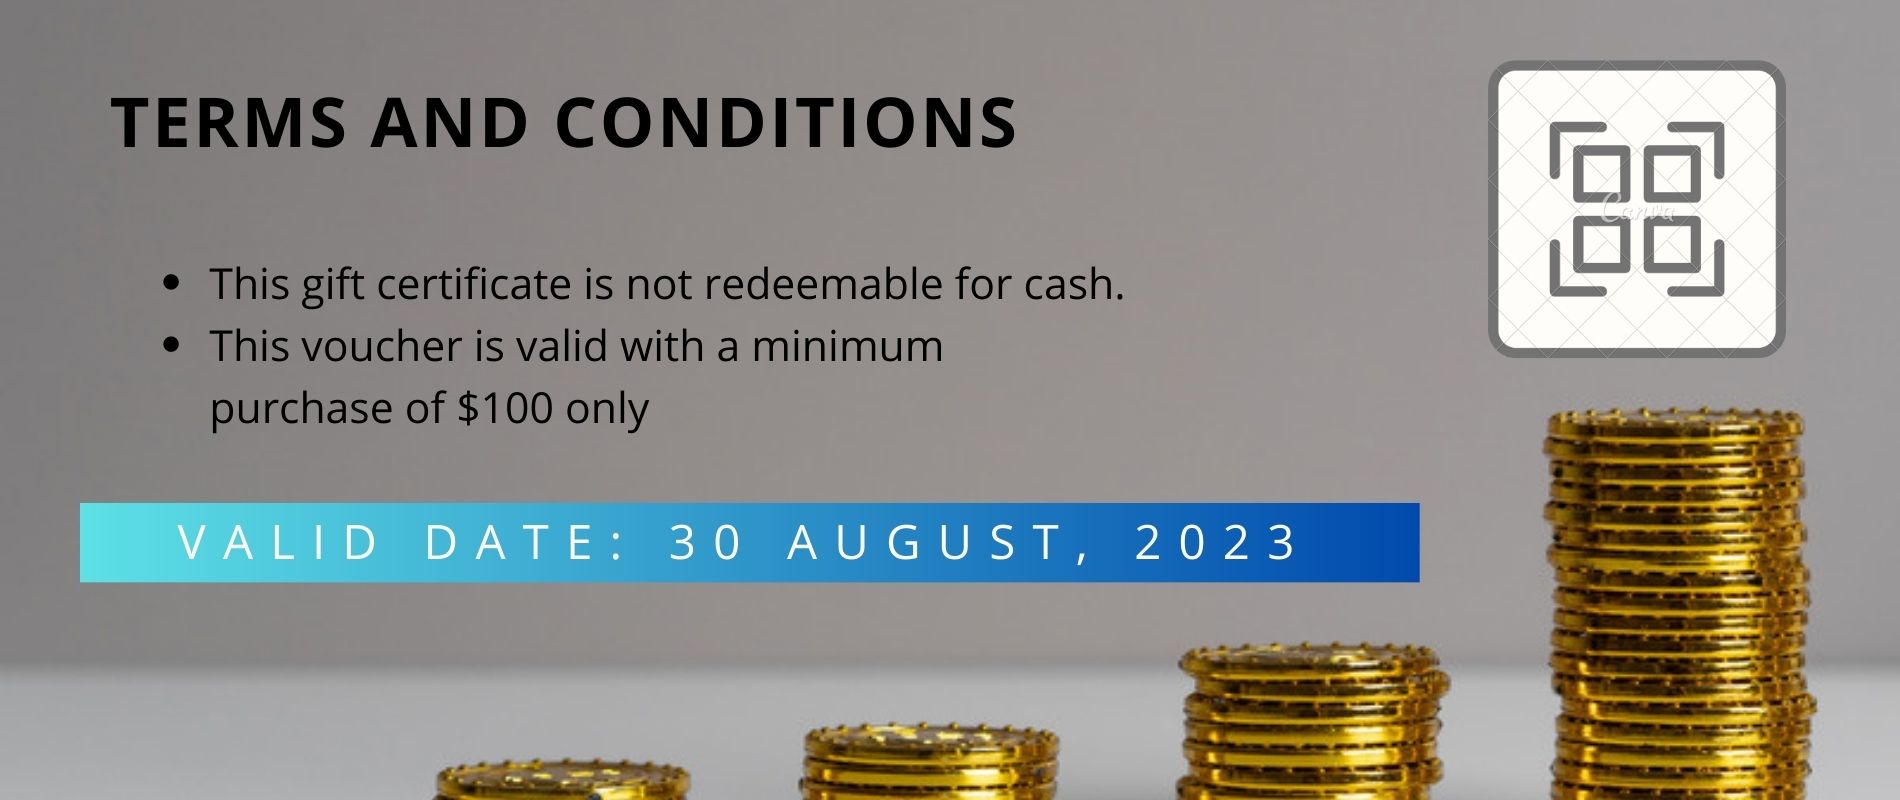 TERMS AND CONDITIONS
• This gift certificate is not redeemable for cash.
• This voucher is valid with a minimum
purchase of $100 only
VALID DATE: 30 AUGUST, 2023
Canva